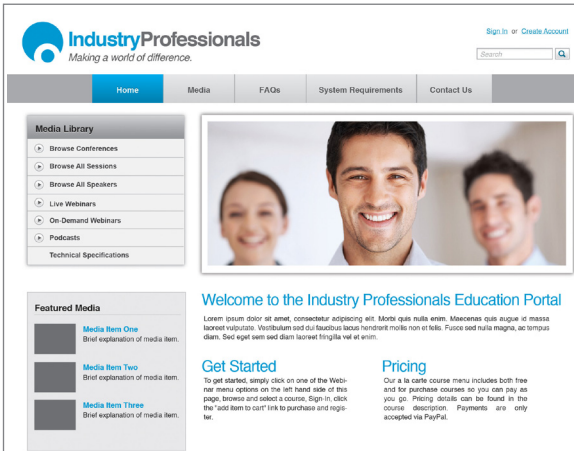 IndustryProfessionals
Making a world of difference.
Sign In or Create Account
Search
Home Media FAQs System Requirements Contact Us
Media Library
Browse Conferences
Browse All Sessions
Browse All Speakers
Live Webinars
On-Demand Webinars
Podcasts
Technical Specifications
Featured Media
Media Item One
Brief explanation of media item.
Media Item Two
Brief explanation of media item.
Media Item Three
Brief explanation of media item.
Welcome to the Industry Professionals Education Portal
Lorem ipsum dolor sit amet, consectetur adipiscing elit. Morbi quis nulla enim. Maecenas quis augue id massa
laoreet vulputate. Vestibulum sed dui faucibus lacus hendrerit mollis non et felis. Fusce sed nulla magna, ac tempus
diam. Sed eget sem sed diam laoreet fringilla vel et enim.
Get Started
To get started, simply click on one of the Webi-
nar menu options on the left hand side of this
page, browse and select a course, Sign-In, click
the "add item to cart" link to purchase and regis-
ter.
Pricing
Our a la carte course menu includes both free
and for purchase courses so you can pay as
you go. Pricing details can be found in the
course description. Payments are only
accepted via PayPal.